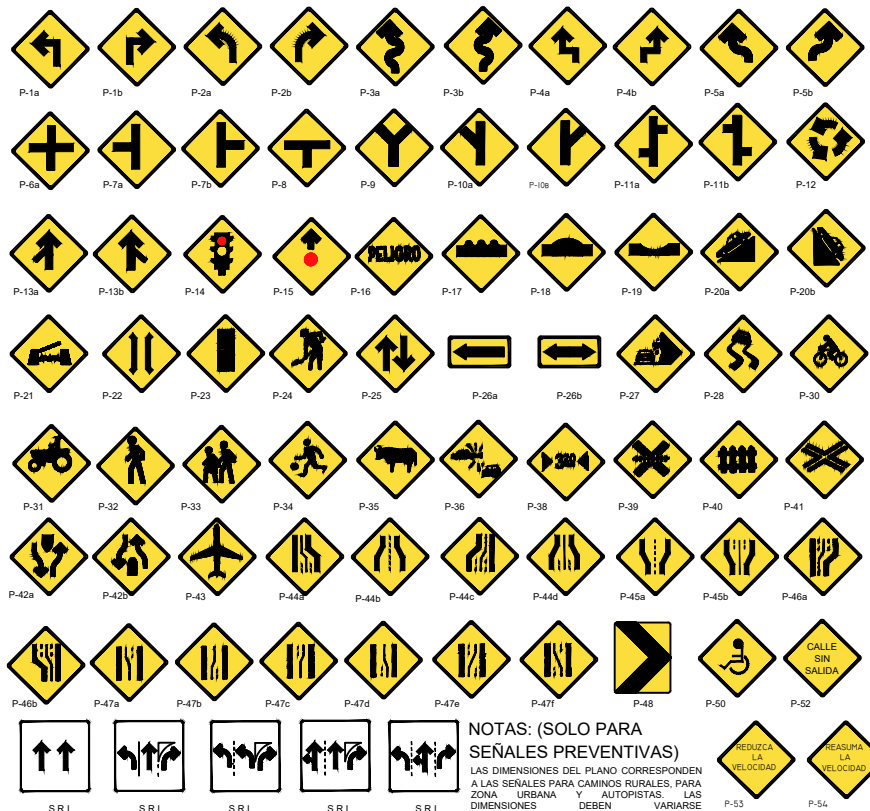 P-1a P-1b P-2a P-2b P-3a P-3b P-4a P-4b P-5a P-5b
P-6a P-7a P-7b P-8 P-9 P-10a P-10B P-11a P-11b P-12
PELIGRO
P-13a P-13b P-14 P-15 P-16 P-17 P-18 P-19 P-20a P-20b
P-21 P-22 P-23 P-24 P-25 P-26a P-26b P-27 P-28 P-30
P-31 P-32 P-33 P-34 P-35 P-36 P-38 P-39 P-40 P-41
P-42a P-42b P-43 P-44a P-44b P-44c P-44d P-45a P-45b P-46a
CALLE
SIN
SALIDA
P-46b P-47a P-47b P-47c P-47d P-47e P-47f P-48 P-50 P-52
NOTAS: (SOLO PARA
SEÑALES PREVENTIVAS)
LAS DIMENSIONES DEL PLANO CORRESPONDEN
A LAS SEÑALES PARA CAMINOS RURALES, PARA
ZONA URBANA Y AUTOPISTAS. LAS
DIMENSIONES DEBEN VARIARSE
REDUZCA
LA
VELOCIDAD
REASUMA
LA
VELOCIDAD
P-53 P-54